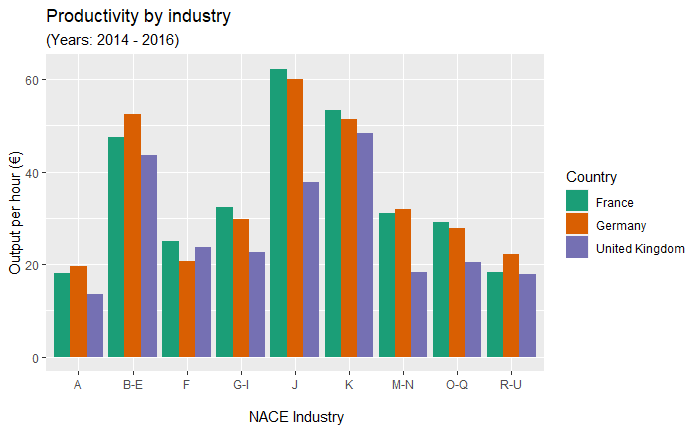 Productivity by industry
(Years: 2014 - 2016)
Output per hour (€)
60
40
20
0
A B-E F G-I J K M-N O-Q R-U
NACE Industry
Country
France
Germany
United Kingdom